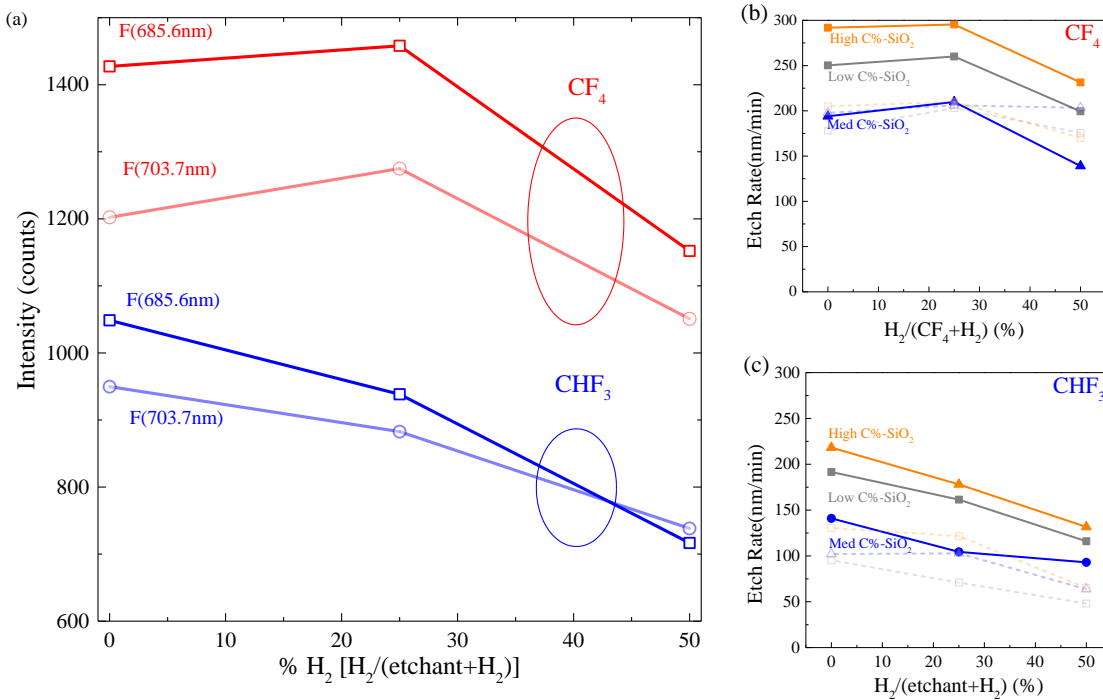 (a)
F(685.6nm)
F(703.7nm)
CF4
F(685.6nm)
F(703.7nm)
CHF3
Intensity (counts)
1400
1200
1000
800
600
0 10 20 30 40 50
% H2 [H2/(etchant+H2)]
(b)
CF4
High C%-SiO2
Low C%-SiO2
Med C%-SiO2
Etch Rate(nm/min)
300
250
200
150
100
50
0
0 10 20 30 40 50
H2/(CF4+H2) (%)
(c)
CHF3
High C%-SiO2
Low C%-SiO2
Med C%-SiO2
Etch Rate(nm/min)
300
250
200
150
100
50
0
0 10 20 30 40 50
H2/(etchant+H2) (%)